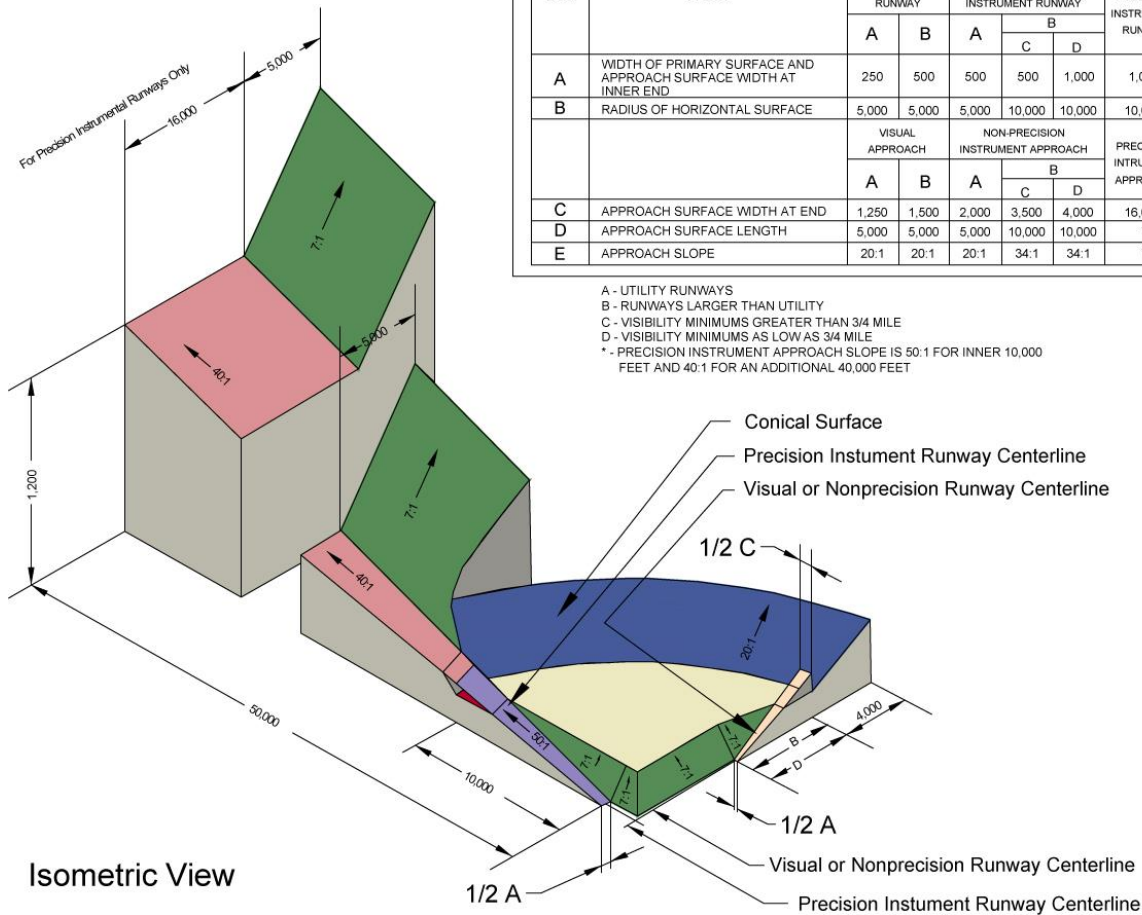 RUNWAY
INSTRUMENT RUNWAY
A
B
A
B
C
D
A
WIDTH OF PRIMARY SURFACE AND
APPROACH SURFACE WIDTH AT
INNER END
250
500
500
500
1,000
B
RADIUS OF HORIZONTAL SURFACE
5,000
5,000
5,000
10,000
10,000
VISUAL
APPROACH
NON-PRECISION
INSTRUMENT APPROACH
A
B
A
B
C
D
C
APPROACH SURFACE WIDTH AT END
1,250
1,500
2,000
3,500
4,000
D
APPROACH SURFACE LENGTH
5,000
5,000
5,000
10,000
10,000
E
APPROACH SLOPE
20:1
20:1
20:1
34:1
34:1
A - UTILITY RUNWAYS
B - RUNWAYS LARGER THAN UTILITY
C - VISIBILITY MINIMUMS GREATER THAN 3/4 MILE
D - VISIBILITY MINIMUMS AS LOW AS 3/4 MILE
* - PRECISION INSTRUMENT APPROACH SLOPE IS 50:1 FOR INNER 10,000
FEET AND 40:1 FOR AN ADDITIONAL 40,000 FEET
For Precision Instrumental Runways Only
16,000
5,000
7:1
40:1
5,000
1,200
7:1
40:1
Conical Surface
Precision Instument Runway Centerline
Visual or Nonprecision Runway Centerline
1/2 C
20:1
50,000
10,000
50:1
7:1
7:1
7:1
7:1
B
D
4,000
1/2 A
1/2 A
Visual or Nonprecision Runway Centerline
Precision Instument Runway Centerline
Isometric View